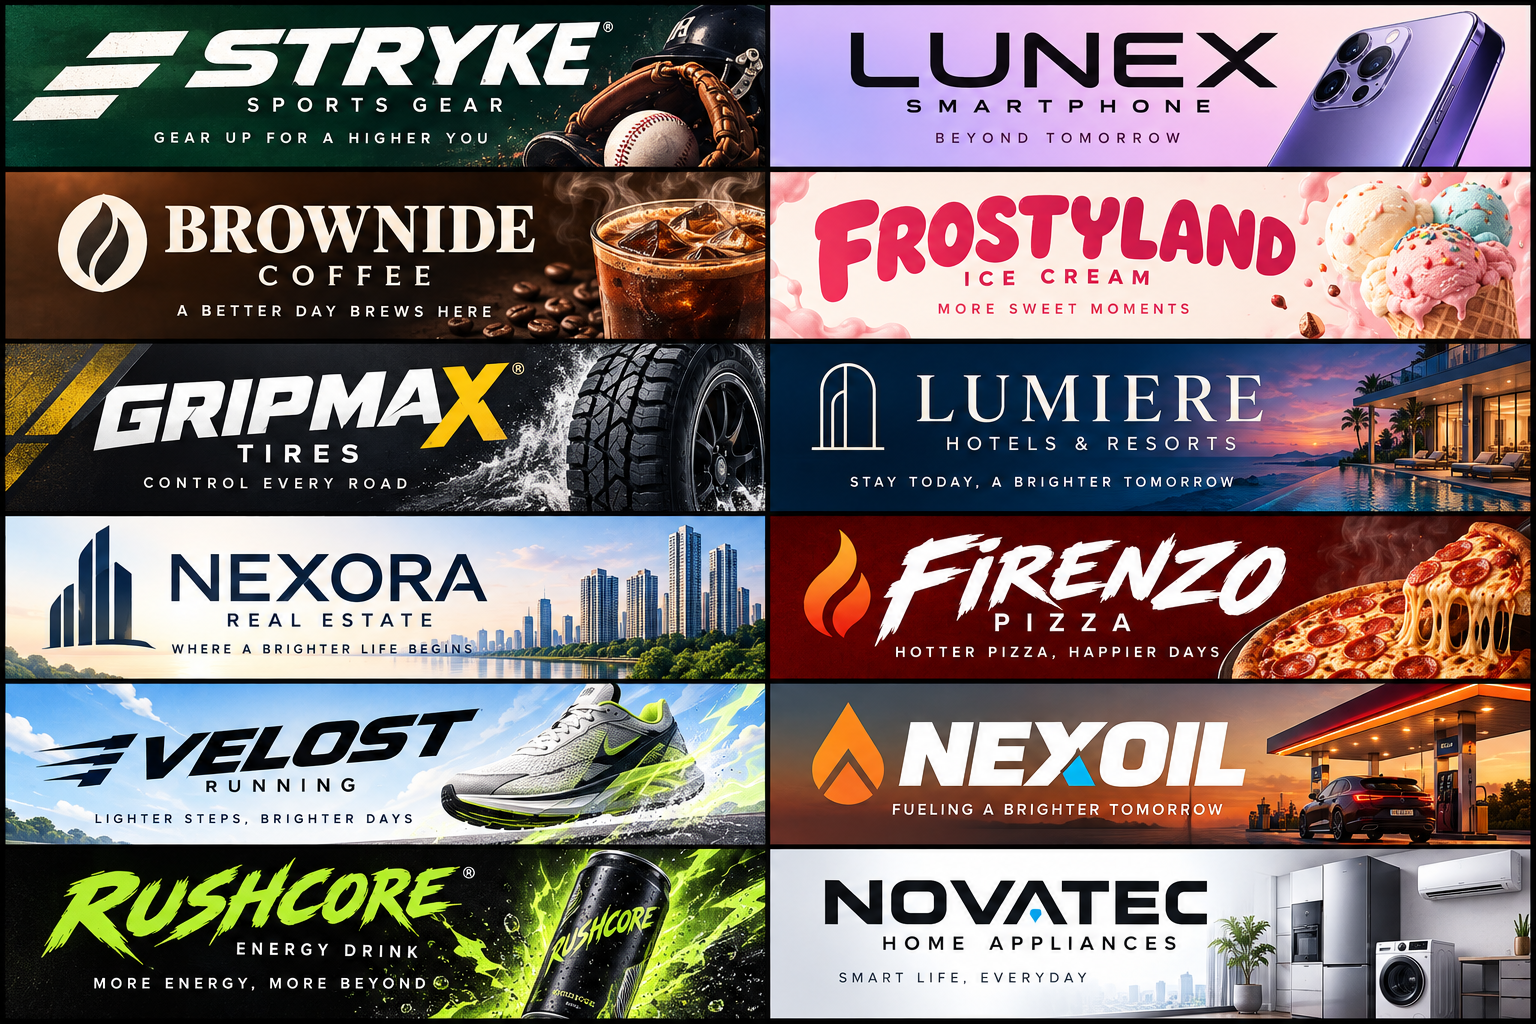 STRYKE®
SPORTS GEAR
GEAR UP FOR A HIGHER YOU
LUNEX
SMARTPHONE
BEYOND TOMORROW
BROWNIDE
COFFEE
A BETTER DAY BREWS HERE
FROSTYLAND
ICE CREAM
MORE SWEET MOMENTS
GRIPMAX®
TIRES
CONTROL EVERY ROAD
LUMIERE
HOTELS & RESORTS
STAY TODAY, A BRIGHTER TOMORROW
NEXORA
REAL ESTATE
WHERE A BRIGHTER LIFE BEGINS
FiRENZO
PIZZA
HOTTER PIZZA, HAPPIER DAYS
VELOST
RUNNING
LIGHTER STEPS, BRIGHTER DAYS
NEXOIL
FUELING A BRIGHTER TOMORROW
RUSHCORE®
ENERGY DRINK
MORE ENERGY, MORE BEYOND
RUSHCORE
NOVATEC
HOME APPLIANCES
SMART LIFE, EVERYDAY